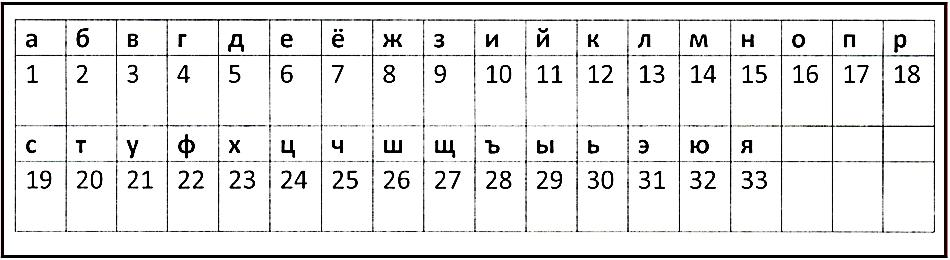 а б в г д е ё ж з и й к л м н о п р
1 2 3 4 5 6 7 8 9 10 11 12 13 14 15 16 17 18
с т у ф х ц ч ш щ ъ ы ь э ю я
19 20 21 22 23 24 25 26 27 28 29 30 31 32 33